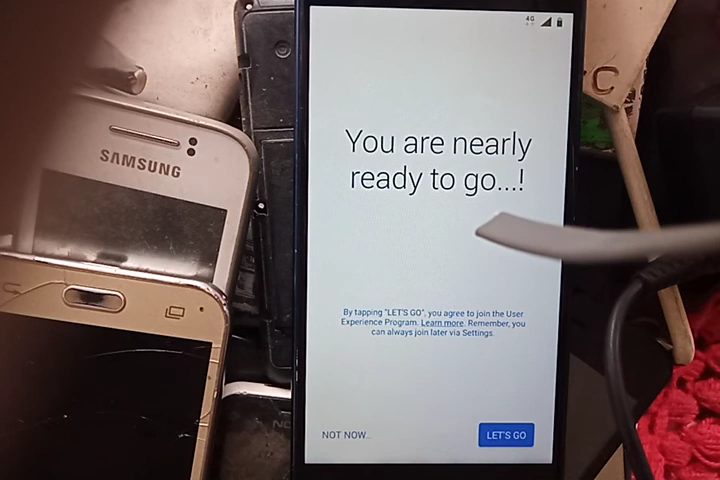 4G
You are nearly
ready to go...!
By tapping "LET'S GO", you agree to join the User
Experience Program. Learn more. Remember, you
can always join later via Settings.
NOT NOW...
LET'S GO
SAMSUNG
C